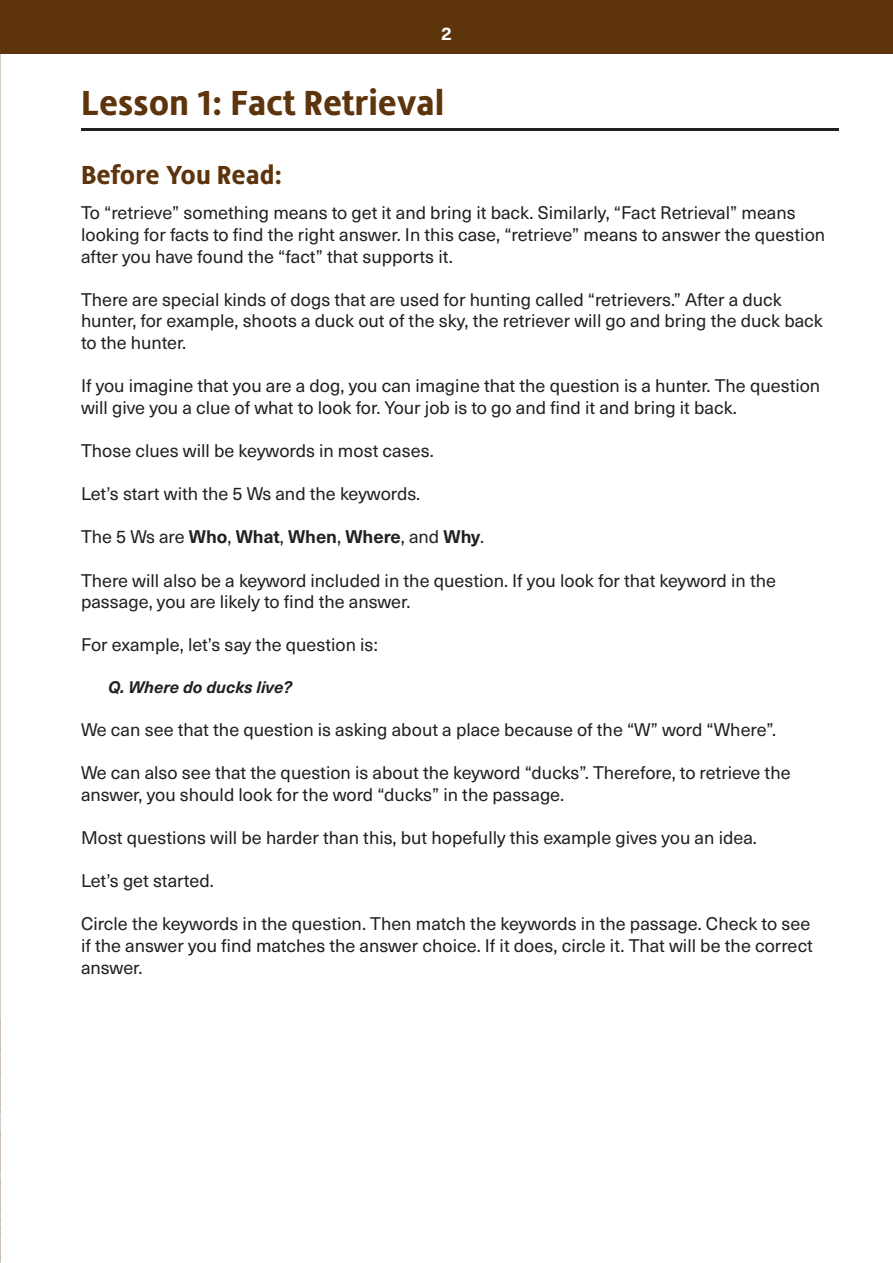 2
Lesson 1: Fact Retrieval
Before You Read:
To “retrieve” something means to get it and bring it back. Similarly, “Fact Retrieval” means
looking for facts to find the right answer. In this case, “retrieve” means to answer the question
after you have found the “fact” that supports it.
There are special kinds of dogs that are used for hunting called “retrievers.” After a duck
hunter, for example, shoots a duck out of the sky, the retriever will go and bring the duck back
to the hunter.
If you imagine that you are a dog, you can imagine that the question is a hunter. The question
will give you a clue of what to look for. Your job is to go and find it and bring it back.
Those clues will be keywords in most cases.
Let’s start with the 5 Ws and the keywords.
The 5 Ws are Who, What, When, Where, and Why.
There will also be a keyword included in the question. If you look for that keyword in the
passage, you are likely to find the answer.
For example, let’s say the question is:
Q. Where do ducks live?
We can see that the question is asking about a place because of the “W” word “Where”.
We can also see that the question is about the keyword “ducks”. Therefore, to retrieve the
answer, you should look for the word “ducks” in the passage.
Most questions will be harder than this, but hopefully this example gives you an idea.
Let’s get started.
Circle the keywords in the question. Then match the keywords in the passage. Check to see
if the answer you find matches the answer choice. If it does, circle it. That will be the correct
answer.